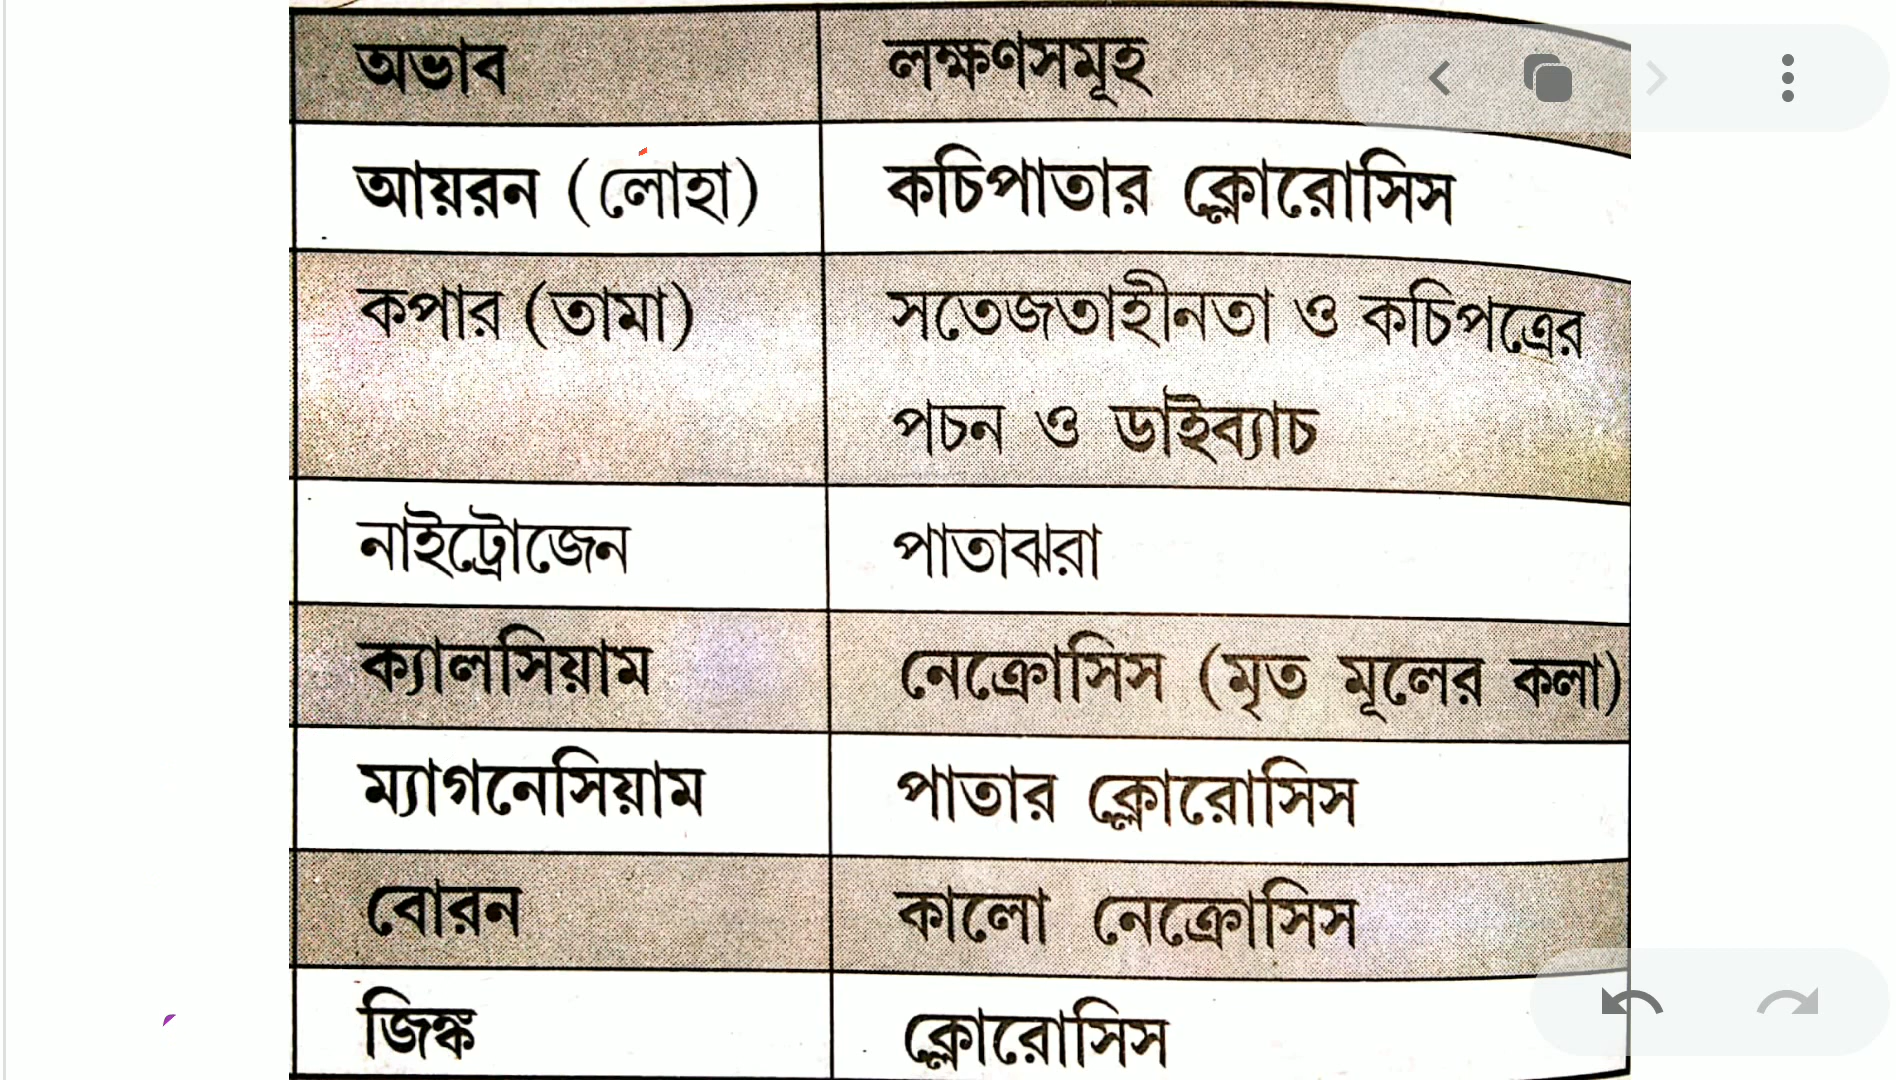 অভাব লক্ষণসমূহ
আয়রন (লোহা) কচিপাতার ক্লোরোসিস
কপার (তামা) সতেজতাহীনতা ও কচিপত্রের
পচন ও ডাইব্যাচ
নাইট্রোজেন পাতাঝরা
ক্যালসিয়াম নেক্রোসিস (মৃত মূলের কলা)
ম্যাগনেসিয়াম পাতার ক্লোরোসিস
বোরন কালো নেক্রোসিস
জিঙ্ক ক্লোরোসিস